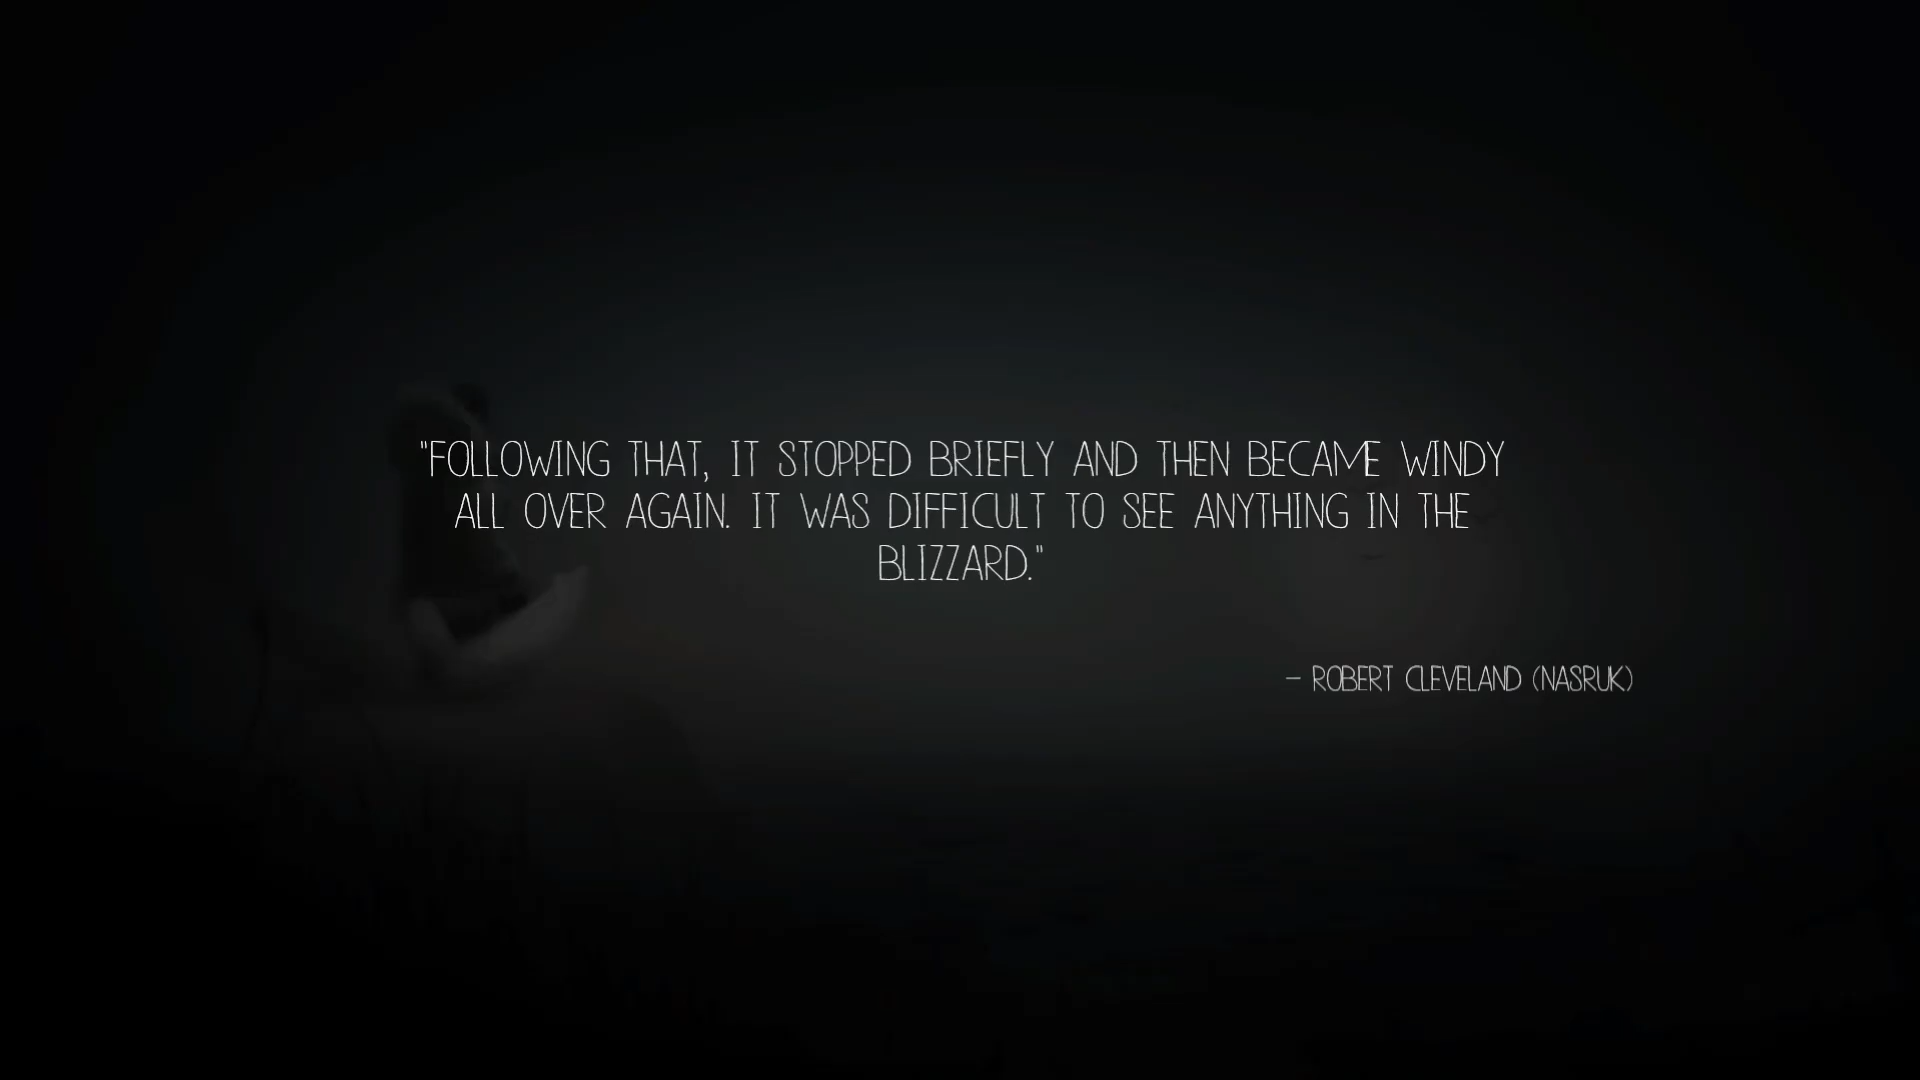 "FOLLOWING THAT, IT STOPPED BRIEFLY AND THEN BECAME WINDY
ALL OVER AGAIN. IT WAS DIFFICULT TO SEE ANYTHING IN THE
BLIZZARD."
– ROBERT CLEVELAND (NASRUK)